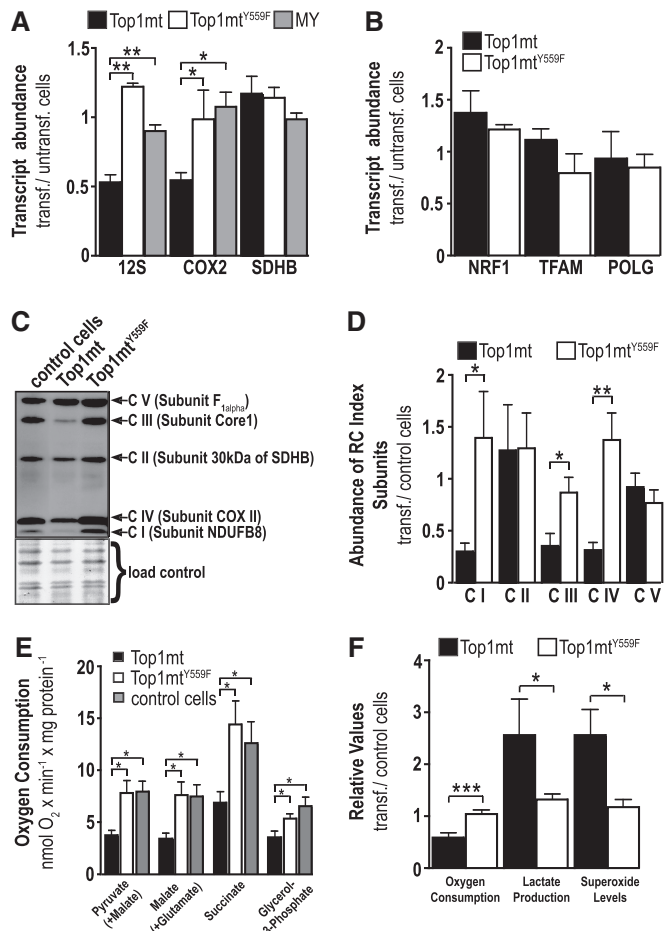 A
Top1mt Top1mtY559F MY
Transcript abundance
transf./ untransf. cells
1.5
1
0.5
0
** ** * *
12S COX2 SDHB
B
Top1mt
Top1mtY559F
Transcript abundance
transf./ untransf. cells
2
1.5
1
0.5
0
NRF1 TFAM POLG
C
control cells
Top1mt
Top1mtY559F
C V (Subunit F1alpha)
C III (Subunit Core1)
C II (Subunit 30kDa of SDHB)
C IV (Subunit COX II)
C I (Subunit NDUFB8)
load control
D
Top1mt Top1mtY559F
Abundance of RC Index
Subunits
transf./ control cells
2
1.5
1
0.5
0
* * **
C I C II C III C IV C V
E
Top1mt
Top1mtY559F
control cells
Oxygen Consumption
nmol O2 x min-1 x mg protein-1
20
15
10
5
0
* * * * * * * *
Pyruvate
(+Malate)
Malate
(+Glutamate)
Succinate
Glycerol-
3-Phosphate
F
Top1mt Top1mtY559F
Relative Values
transf./ control cells
4
3
2
1
0
*** * *
Oxygen
Consumption
Lactate
Production
Superoxide
Levels